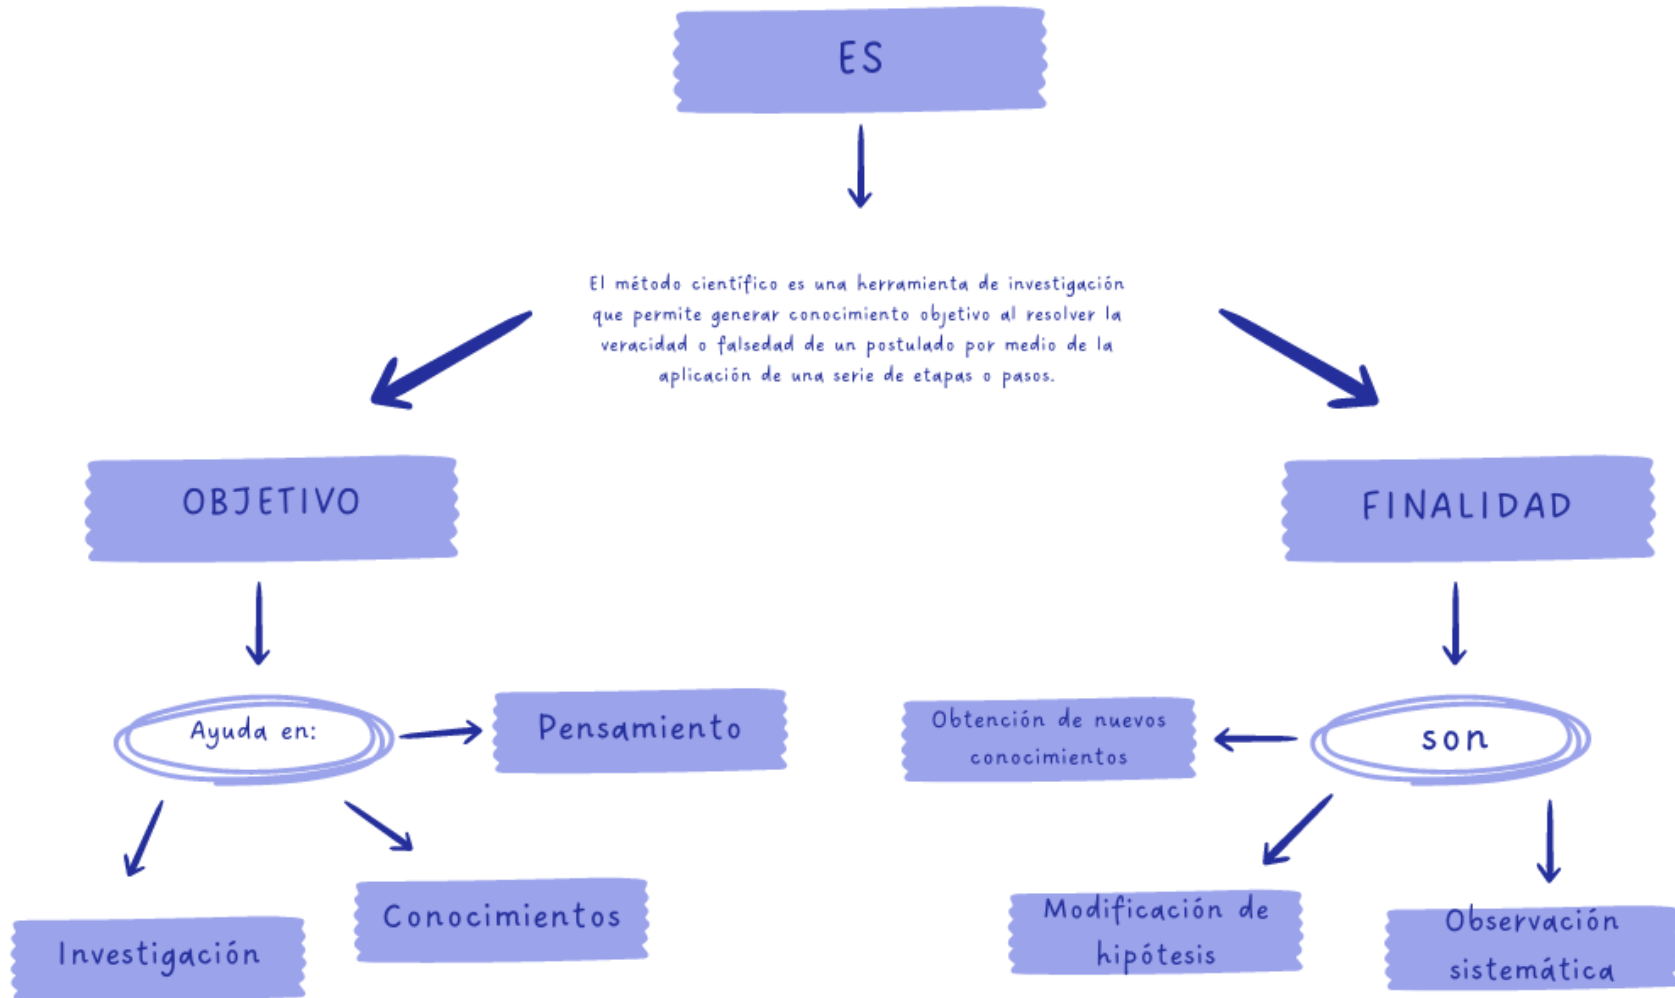 ES
El método científico es una herramienta de investigación
que permite generar conocimiento objetivo al resolver la
veracidad o falsedad de un postulado por medio de la
aplicación de una serie de etapas o pasos.
OBJETIVO
FINALIDAD
Ayuda en:
Pensamiento
Investigación
Conocimientos
son
Obtención de nuevos
conocimientos
Modificación de
hipótesis
Observación
sistemática